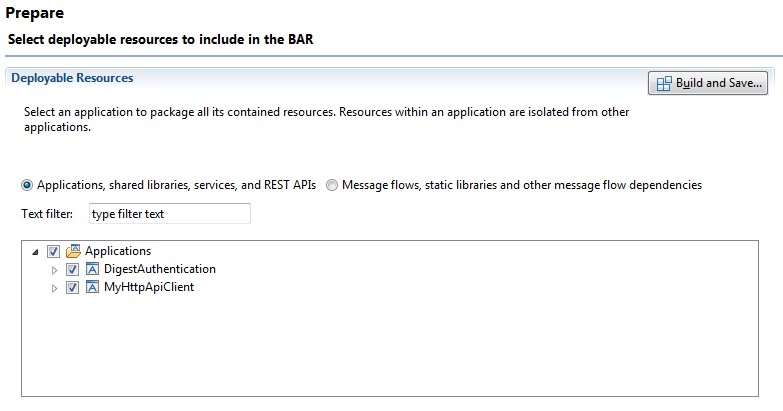 Prepare
Select deployable resources to include in the BAR
Deployable Resources
Build and Save...
Select an application to package all its contained resources. Resources within an application are isolated from other
applications.
Applications, shared libraries, services, and REST APIs Message flows, static libraries and other message flow dependencies
Text filter: type filter text
Applications
DigestAuthentication
MyHttpApiClient